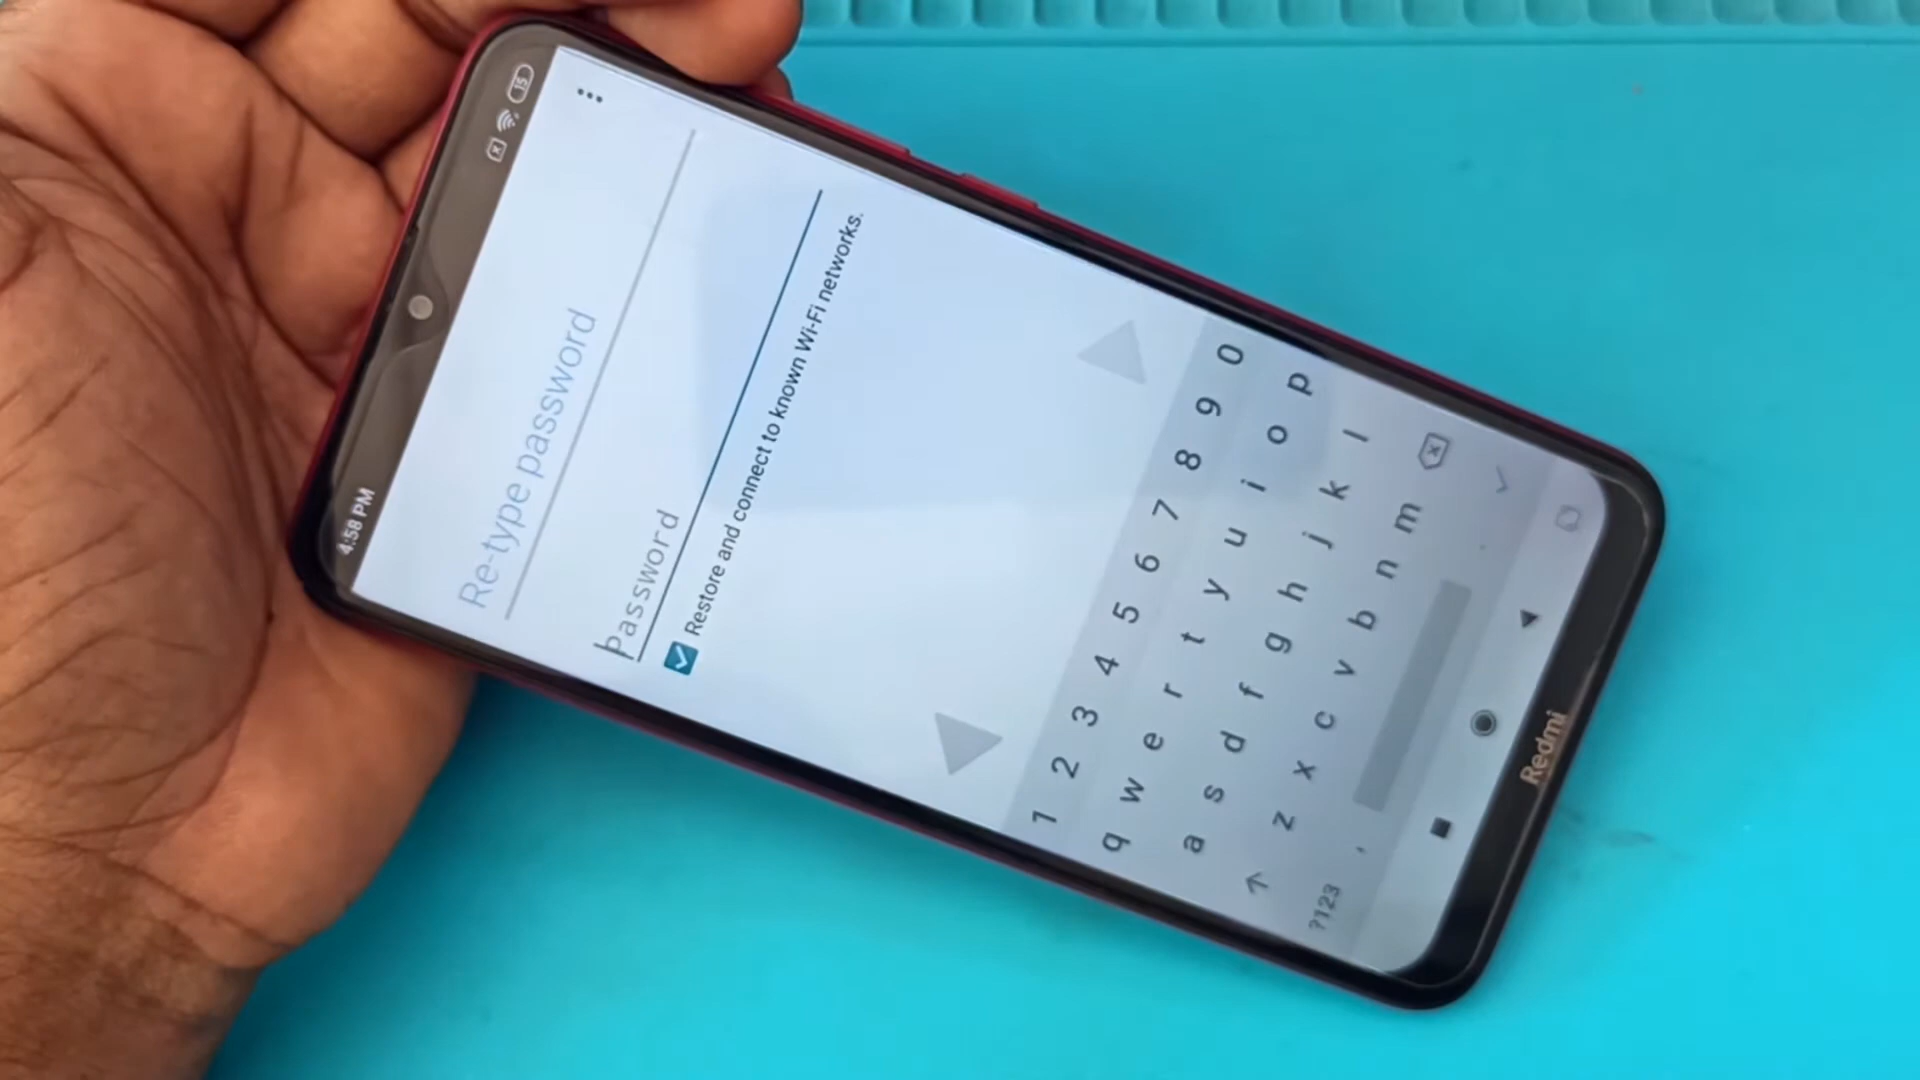 4:58 PM
15
Re-type password
Password
Restore and connect to known Wi-Fi networks.
1 2 3 4 5 6 7 8 9 0
q w e r t y u i o p
a s d f g h j k l
z x c v b n m
?123 , .
Redmi